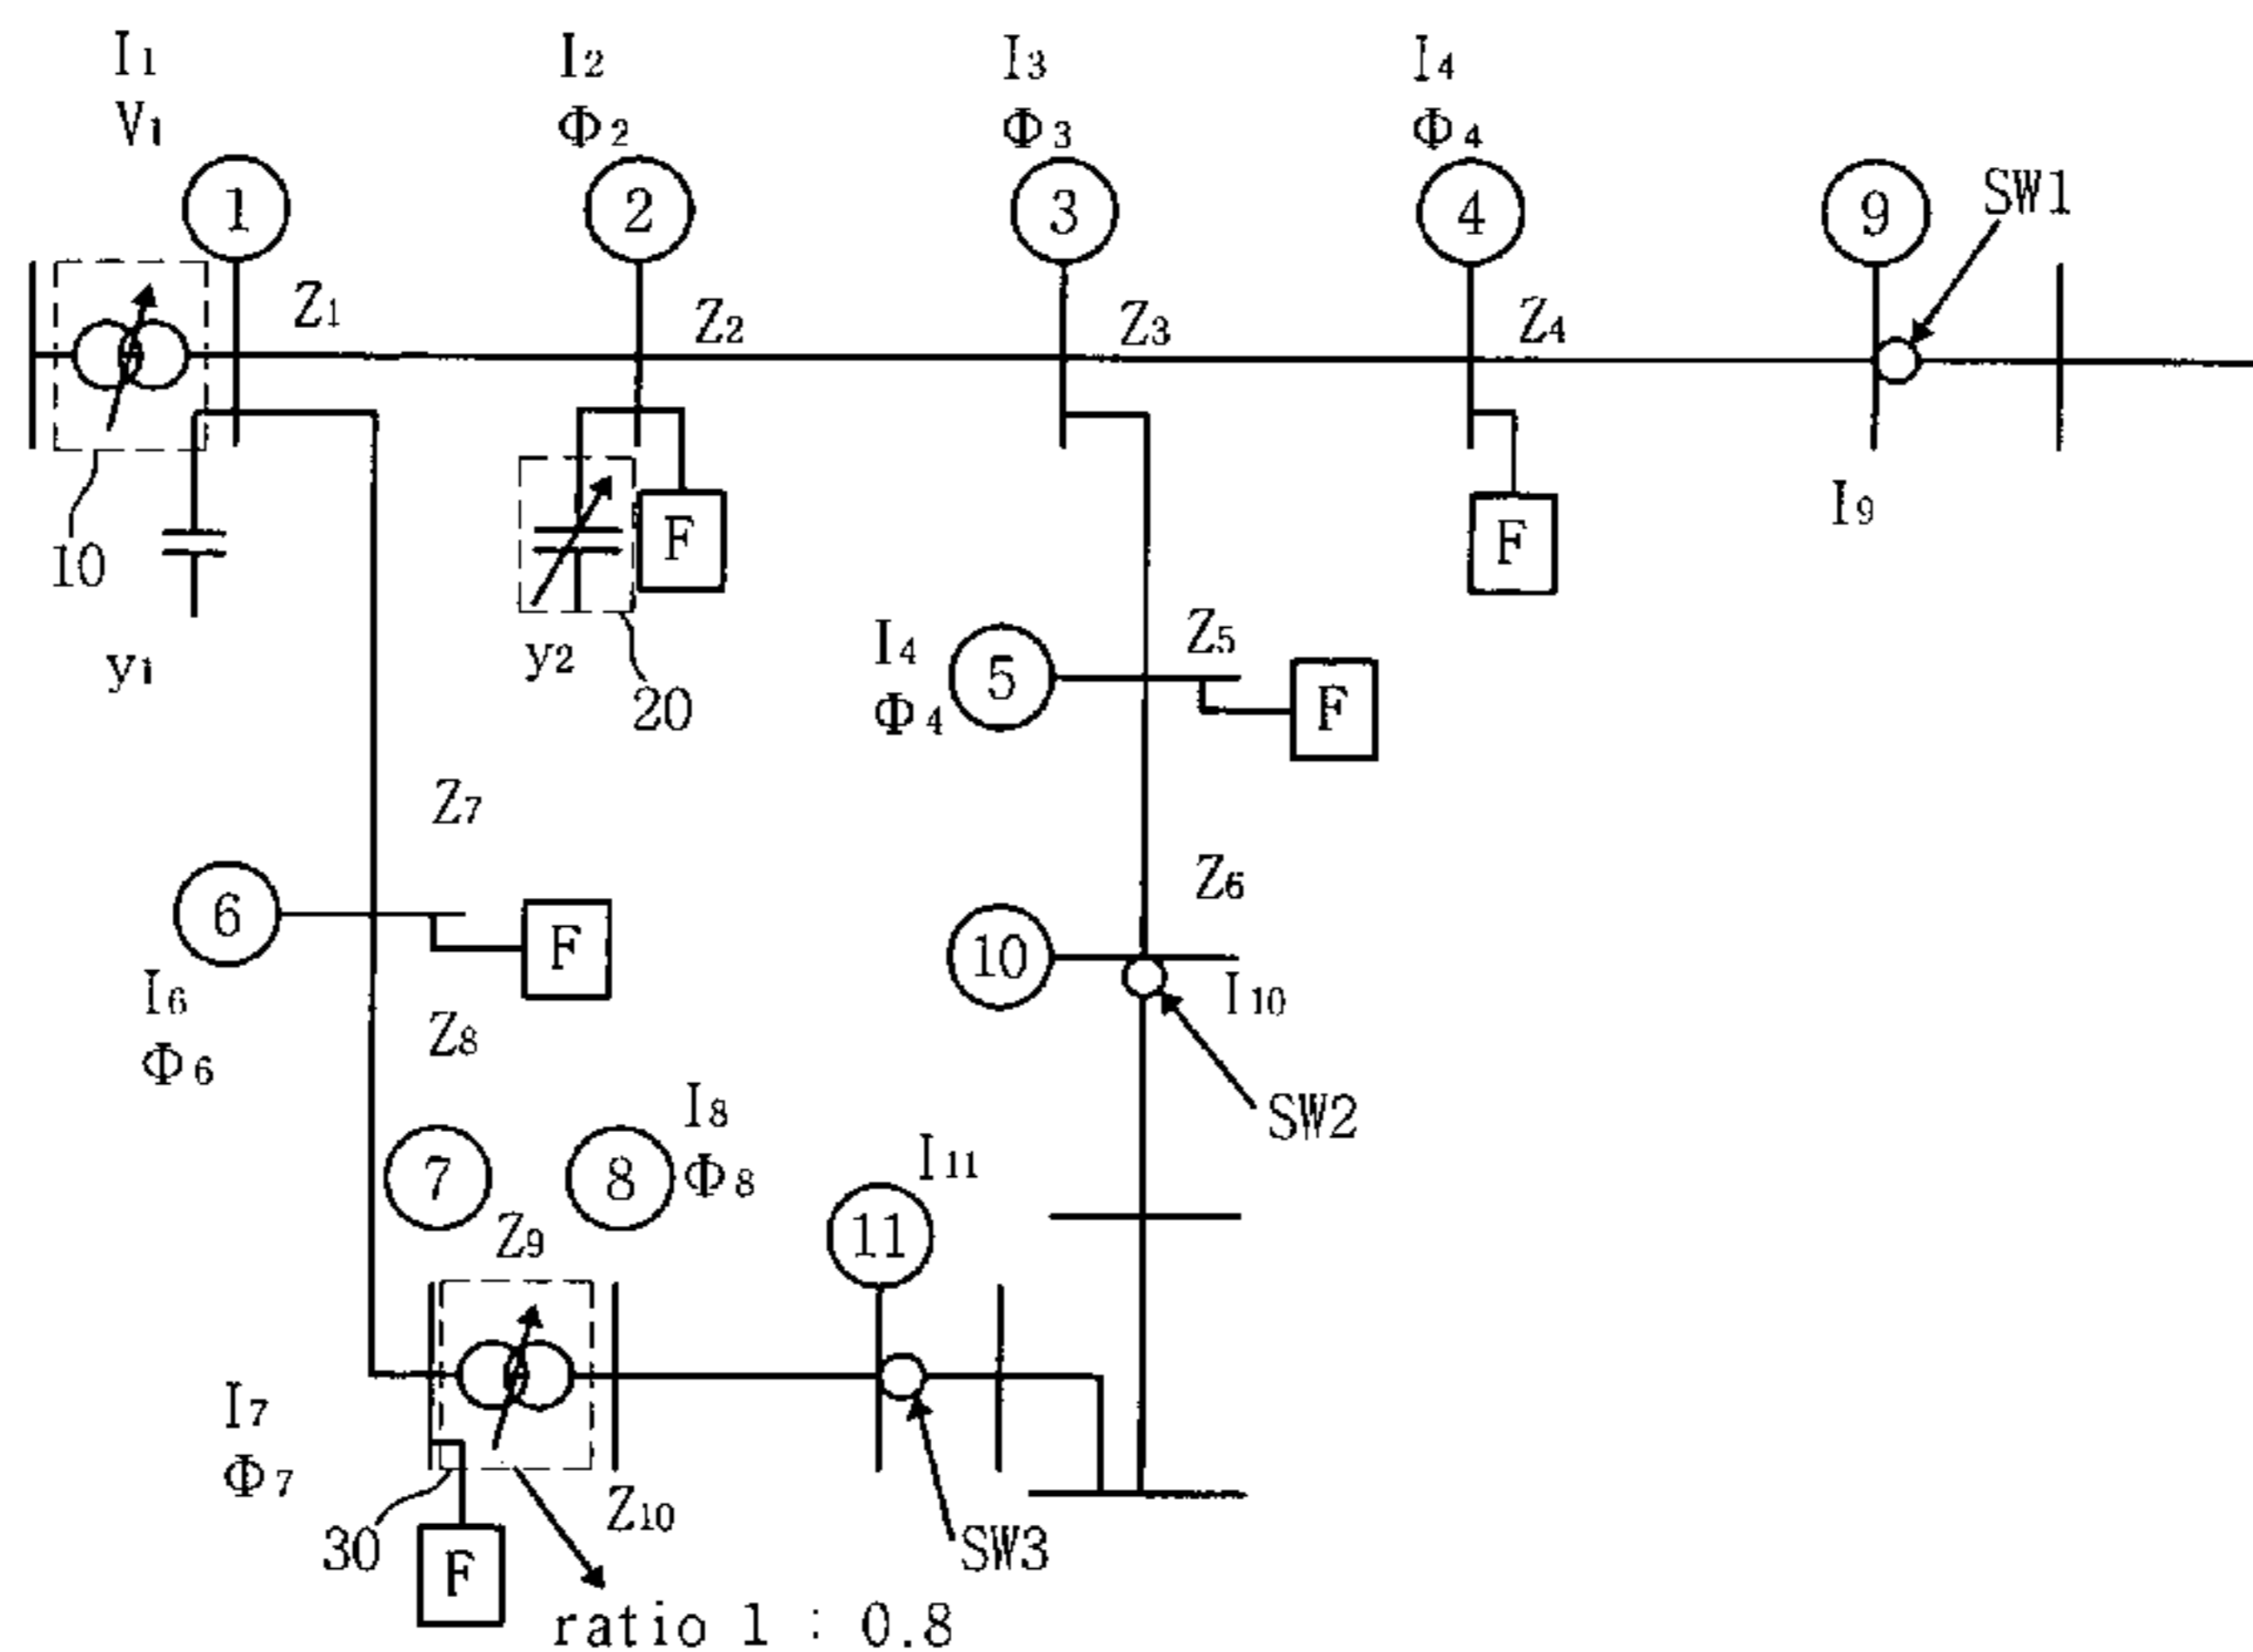 I1
V1
I2
Φ2
I3
Φ3
I4
Φ4
1
2
3
4
9
SW1
Z1
Z2
Z3
Z4
10
F
F
I9
y1
y2
20
I4
Φ4
5
Z5
F
Z7
6
F
I6
Φ6
Z8
Z6
10
I10
SW2
7
8
I8
Φ8
Z9
11
I11
I7
Φ7
30
F
Z10
SW3
ratio 1 : 0.8